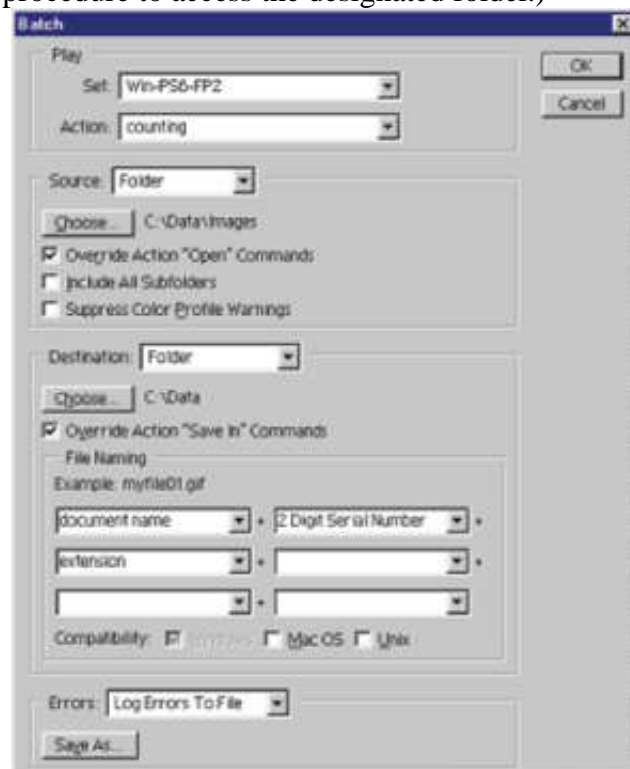 procedure to access the designated folder.)
Batch
Play
OK
Set: Win-PS6-FP2
Cancel
Action: counting
Source: Folder
Choose... C:\Data\Images
Override Action "Open" Commands
Include All Subfolders
Suppress Color Profile Warnings
Destination: Folder
Choose... C:\Data
Override Action "Save In" Commands
File Naming
Example: myfile01.gif
document name + 2 Digit Serial Number +
extension + +
+
Compatibility: Mac OS Unix
Errors: Log Errors To File
Save As...